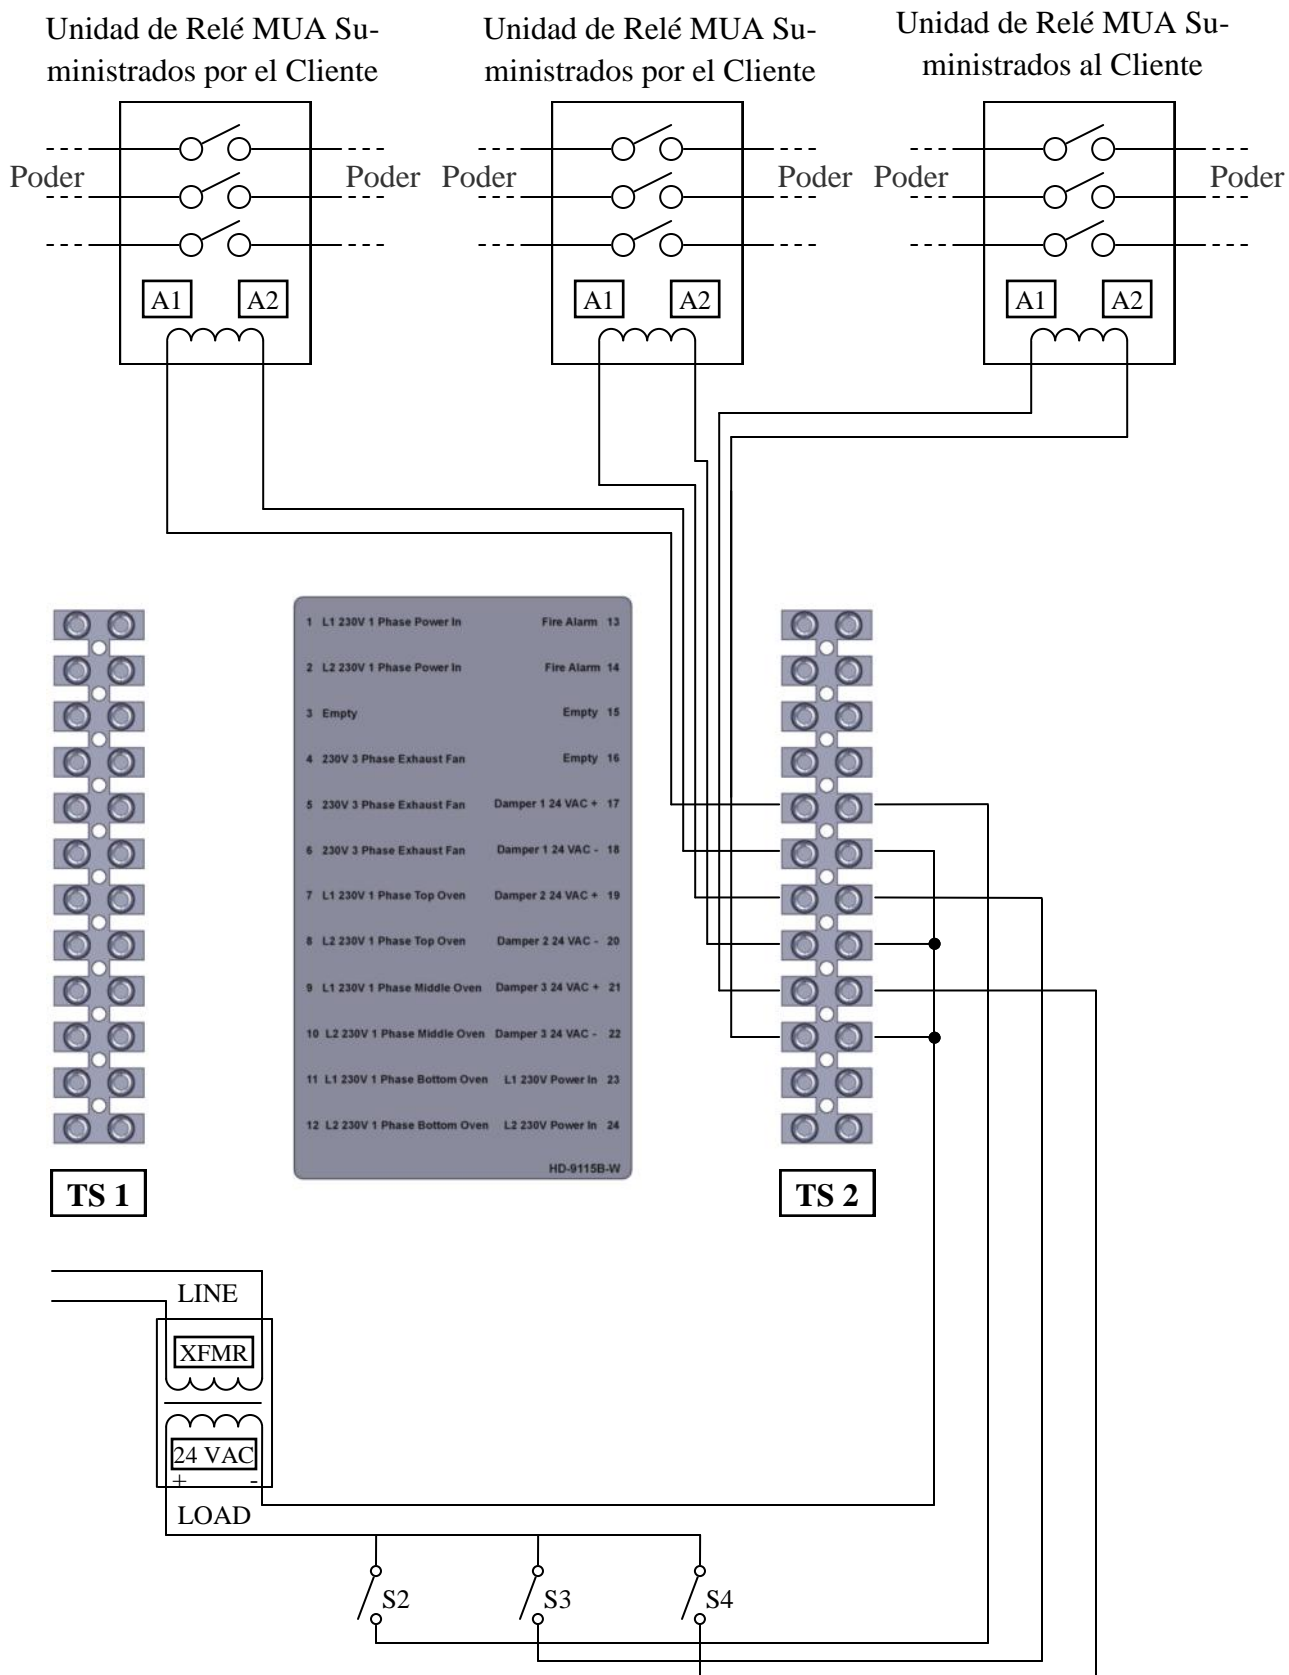 Unidad de Relé MUA Su-
ministrados por el Cliente
Unidad de Relé MUA Su-
ministrados por el Cliente
Unidad de Relé MUA Su-
ministrados al Cliente
Poder
Poder
Poder
Poder
Poder
Poder
A1
A2
A1
A2
A1
A2
1 L1 230V 1 Phase Power In
Fire Alarm 13
2 L2 230V 1 Phase Power In
Fire Alarm 14
3 Empty
Empty 15
4 230V 3 Phase Exhaust Fan
Empty 16
5 230V 3 Phase Exhaust Fan
Damper 1 24 VAC + 17
6 230V 3 Phase Exhaust Fan
Damper 1 24 VAC - 18
7 L1 230V 1 Phase Top Oven
Damper 2 24 VAC + 19
8 L2 230V 1 Phase Top Oven
Damper 2 24 VAC - 20
9 L1 230V 1 Phase Middle Oven
Damper 3 24 VAC + 21
10 L2 230V 1 Phase Middle Oven
Damper 3 24 VAC - 22
11 L1 230V 1 Phase Bottom Oven
L1 230V Power In 23
12 L2 230V 1 Phase Bottom Oven
L2 230V Power In 24
HD-9115B-W
TS 1
TS 2
LINE
XFMR
24 VAC
+ -
LOAD
S2
S3
S4